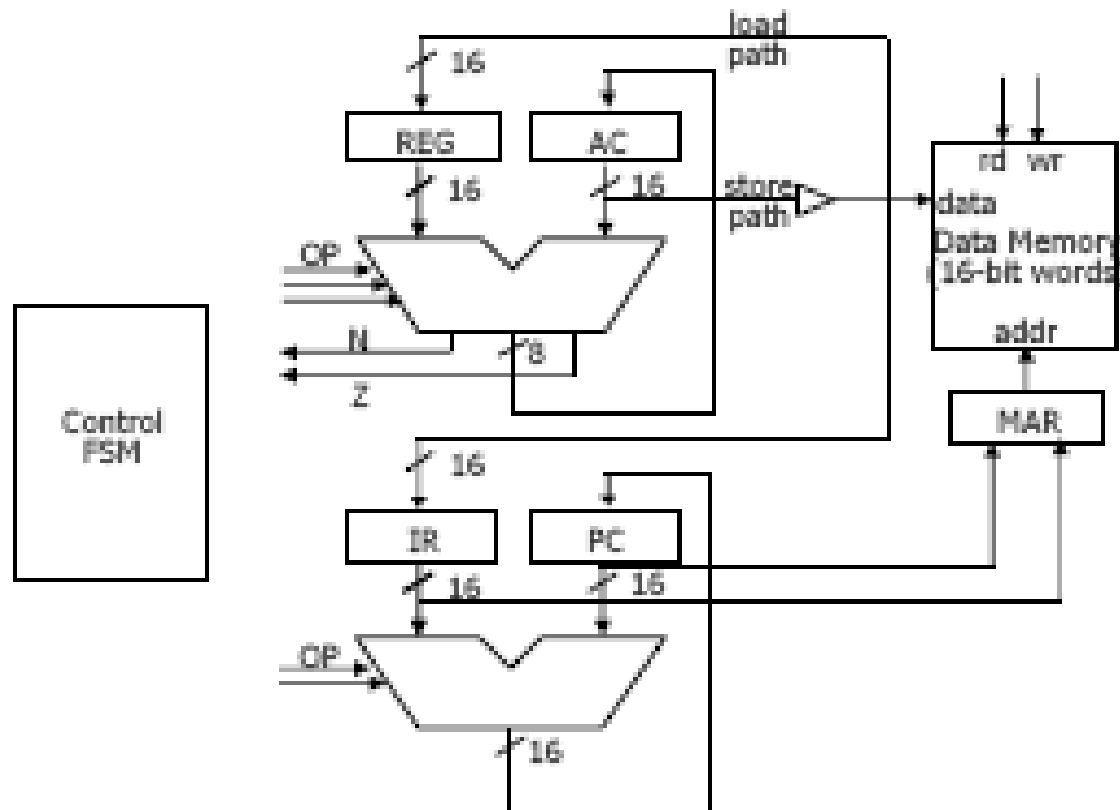 load
path
16
REG
AC
rd wr
16
16
store
path
data
Data Memory
(16-bit words
OP
N
8
Z
addr
Control
FSM
MAR
16
IR
PC
16
16
OP
16